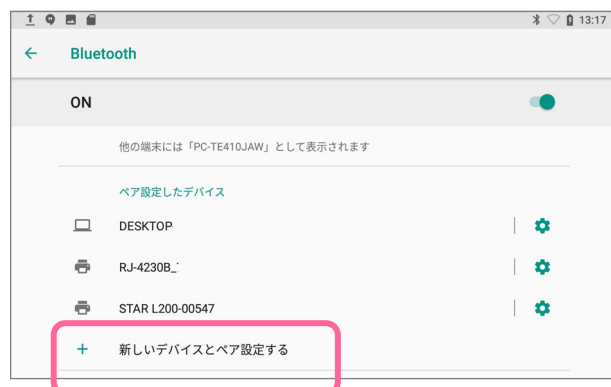 13:17
Bluetooth
ON
他の端末には「PC-TE410JAW」として表示されます
ペア設定したデバイス
DESKTOP
RJ-4230B_
STAR L200-00547
新しいデバイスとペア設定する